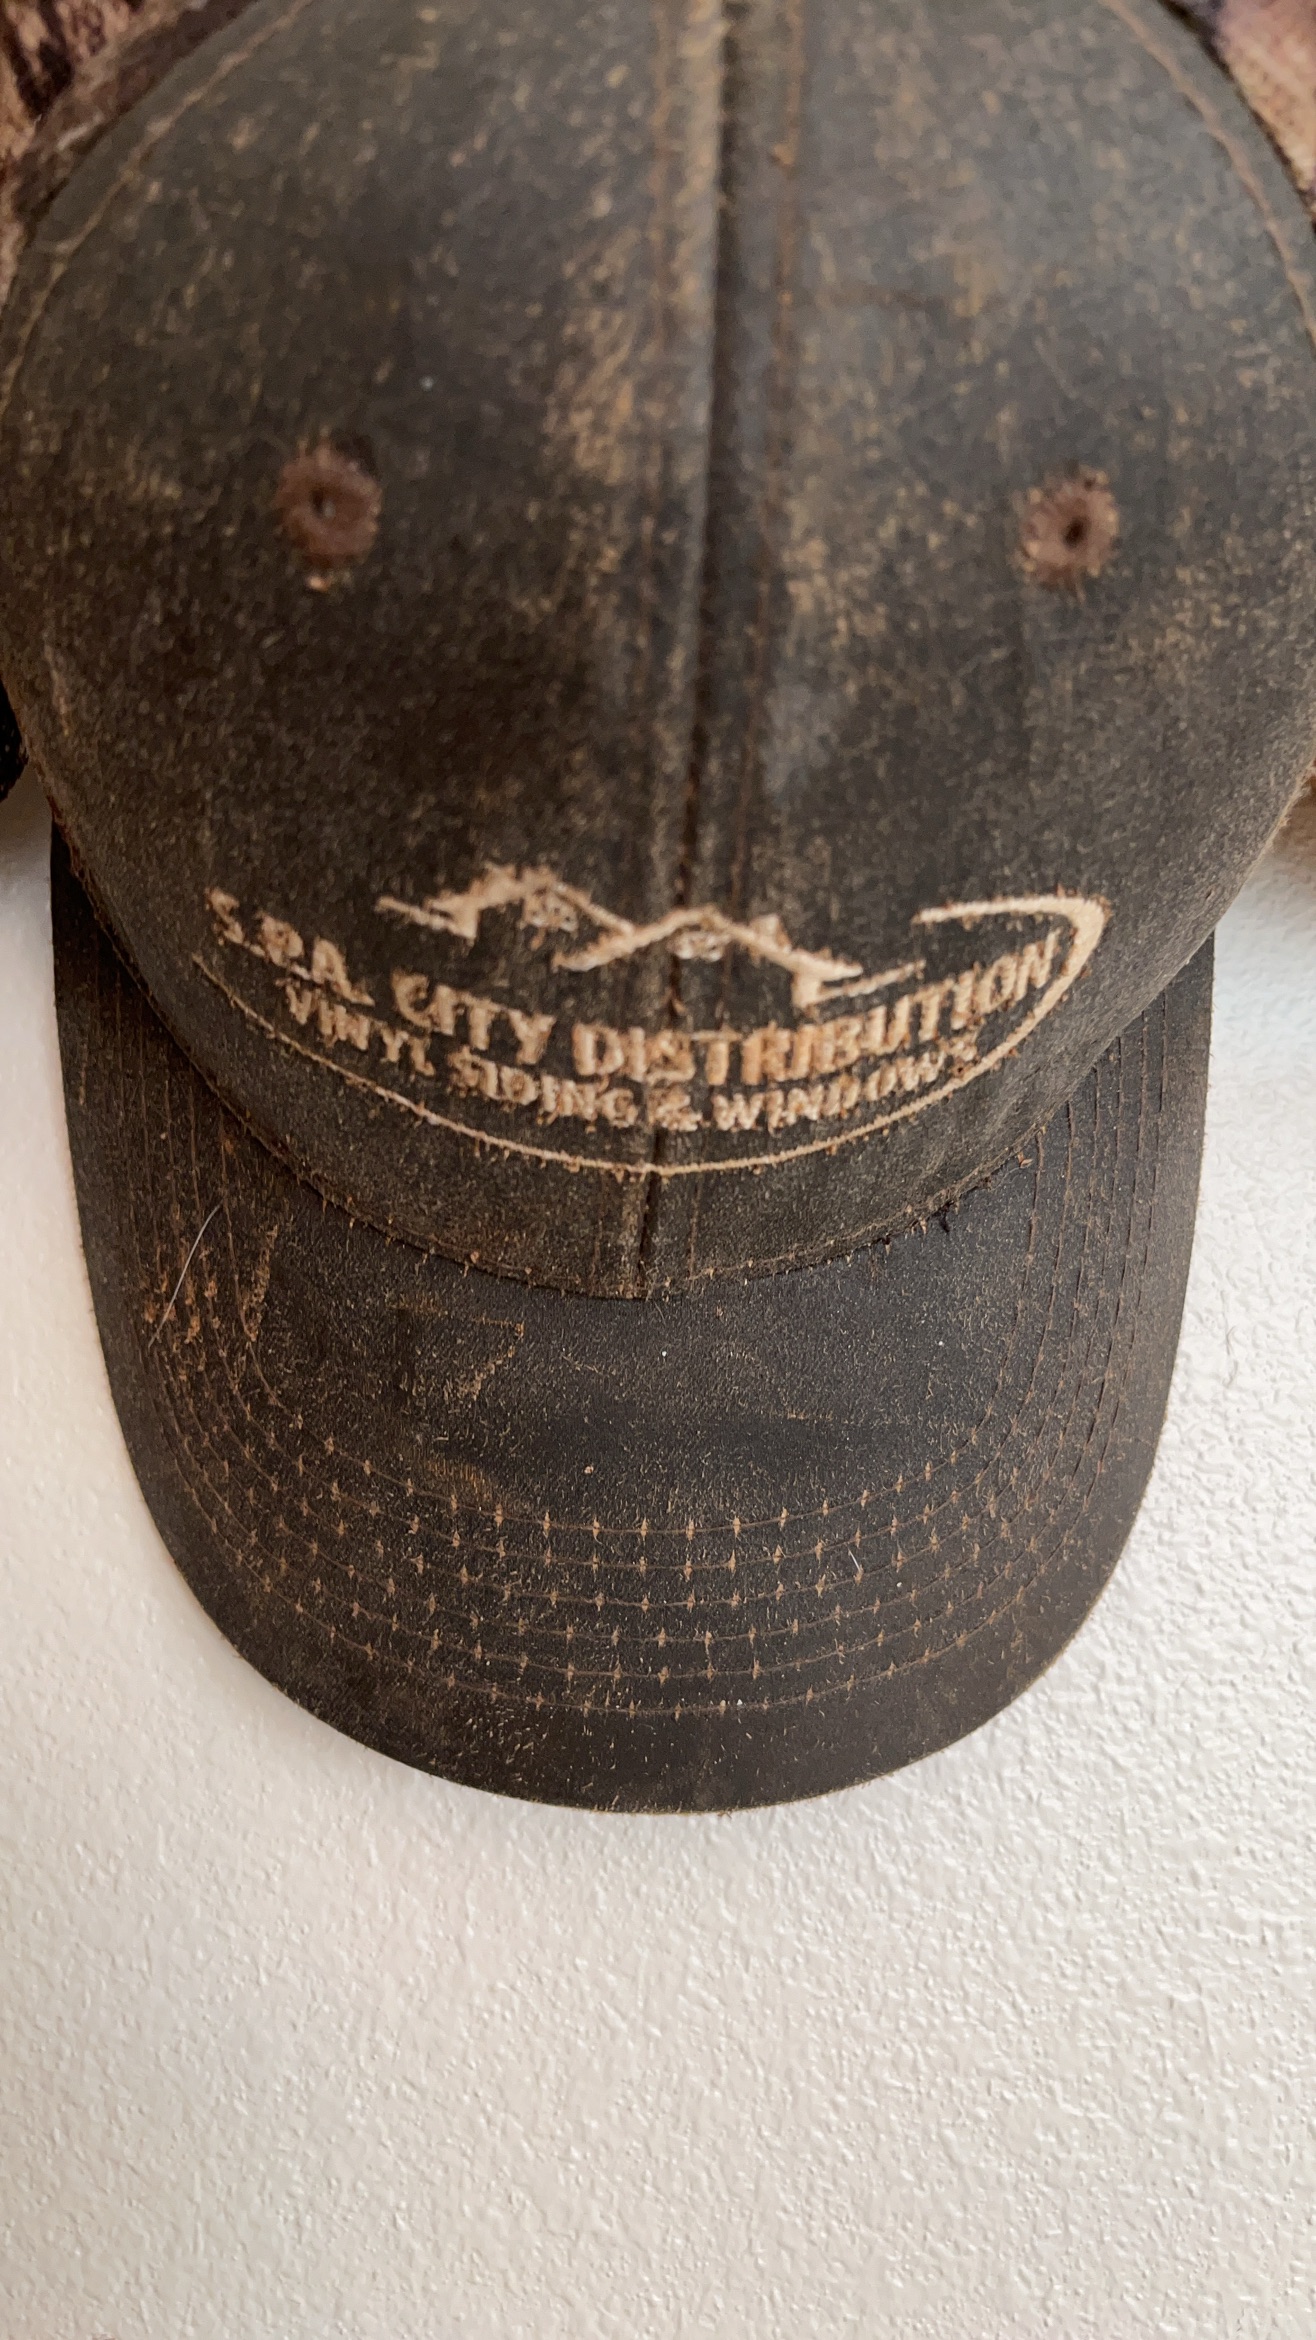 S.P.A. CITY DISTRIBUTION
VINYL SIDING & WINDOWS